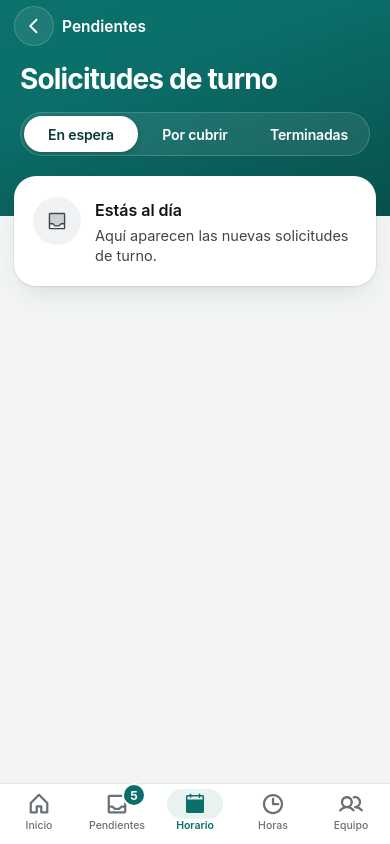 Pendientes
Solicitudes de turno
En espera
Por cubrir
Terminadas
Estás al día
Aquí aparecen las nuevas solicitudes
de turno.
5
Inicio
Pendientes
Horario
Horas
Equipo